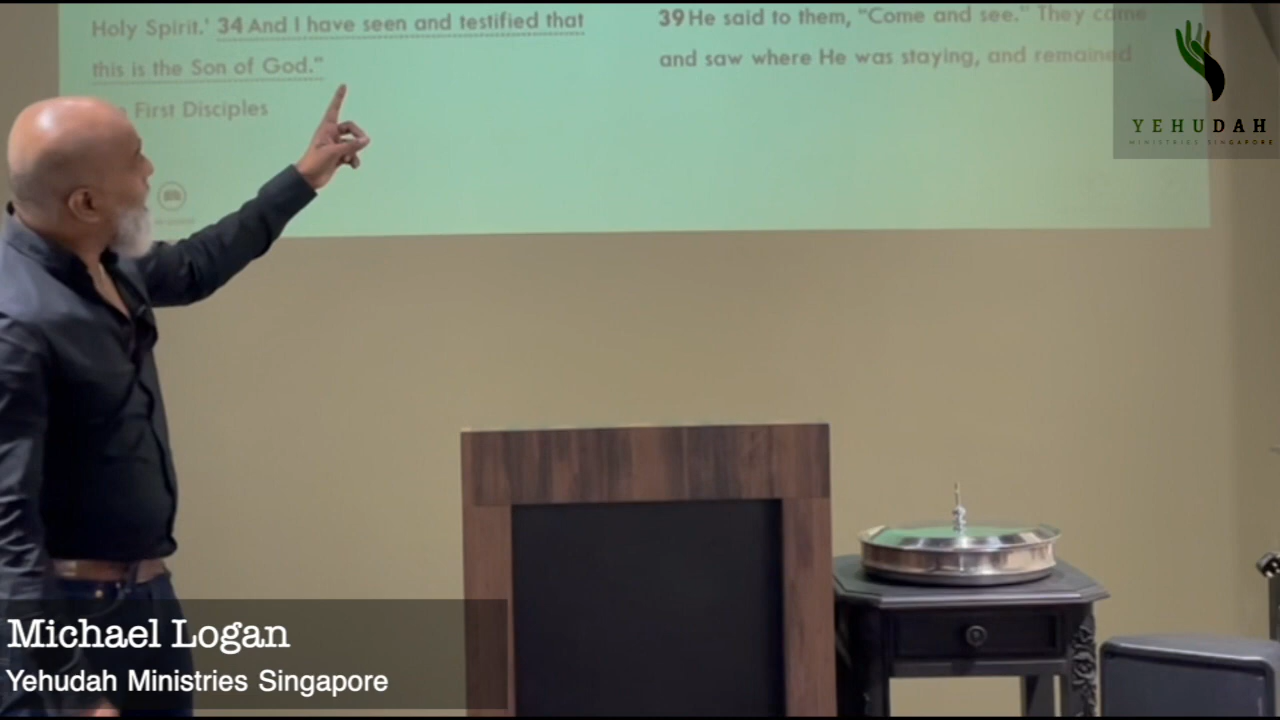 Holy Spirit.' 34 And I have seen and testified that
this is the Son of God."
First Disciples
39 He said to them, "Come and see." They came
and saw where He was staying, and remained
YEHUDAH
MINISTRIES SINGAPORE
Michael Logan
Yehudah Ministries Singapore